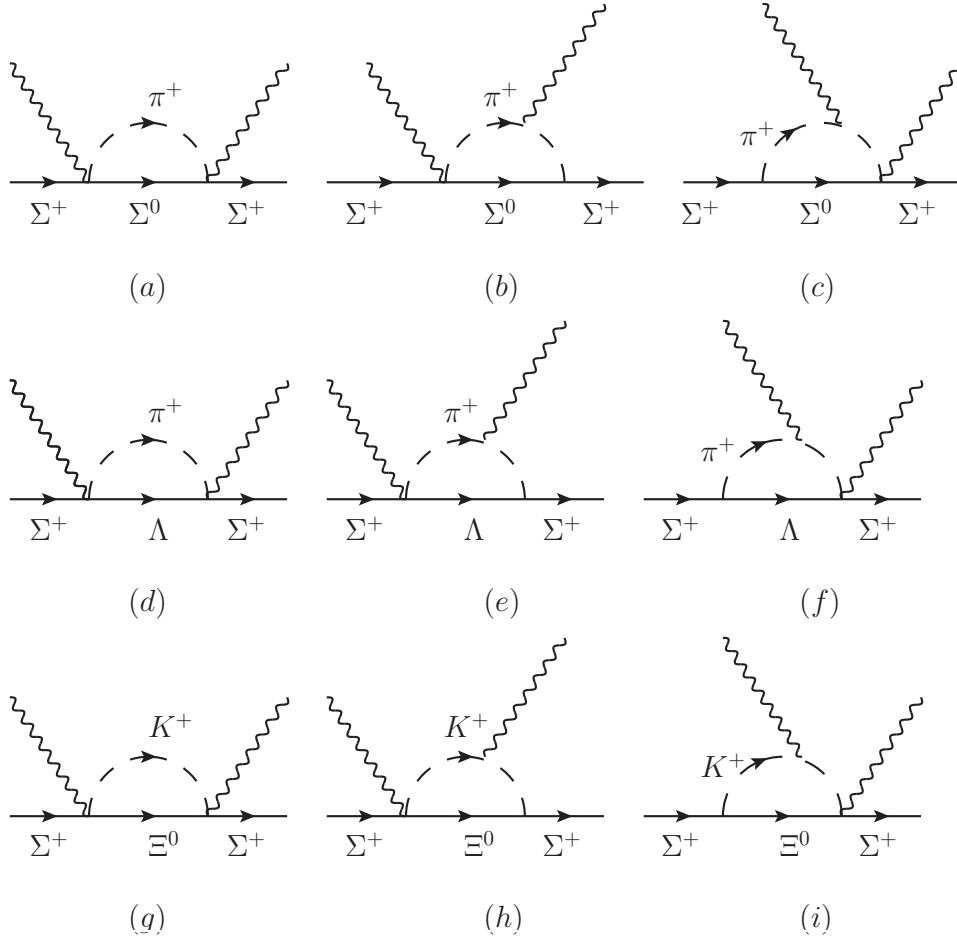 π⁺ π⁺ π⁺
Σ⁺ Σ⁰ Σ⁺ Σ⁺ Σ⁰ Σ⁺ Σ⁺ Σ⁰ Σ⁺
(a) (b) (c)
π⁺ π⁺ π⁺
Σ⁺ Λ Σ⁺ Σ⁺ Λ Σ⁺ Σ⁺ Λ Σ⁺
(d) (e) (f)
K⁺ K⁺ K⁺
Σ⁺ Ξ⁰ Σ⁺ Σ⁺ Ξ⁰ Σ⁺ Σ⁺ Ξ⁰ Σ⁺
(g) (h) (i)